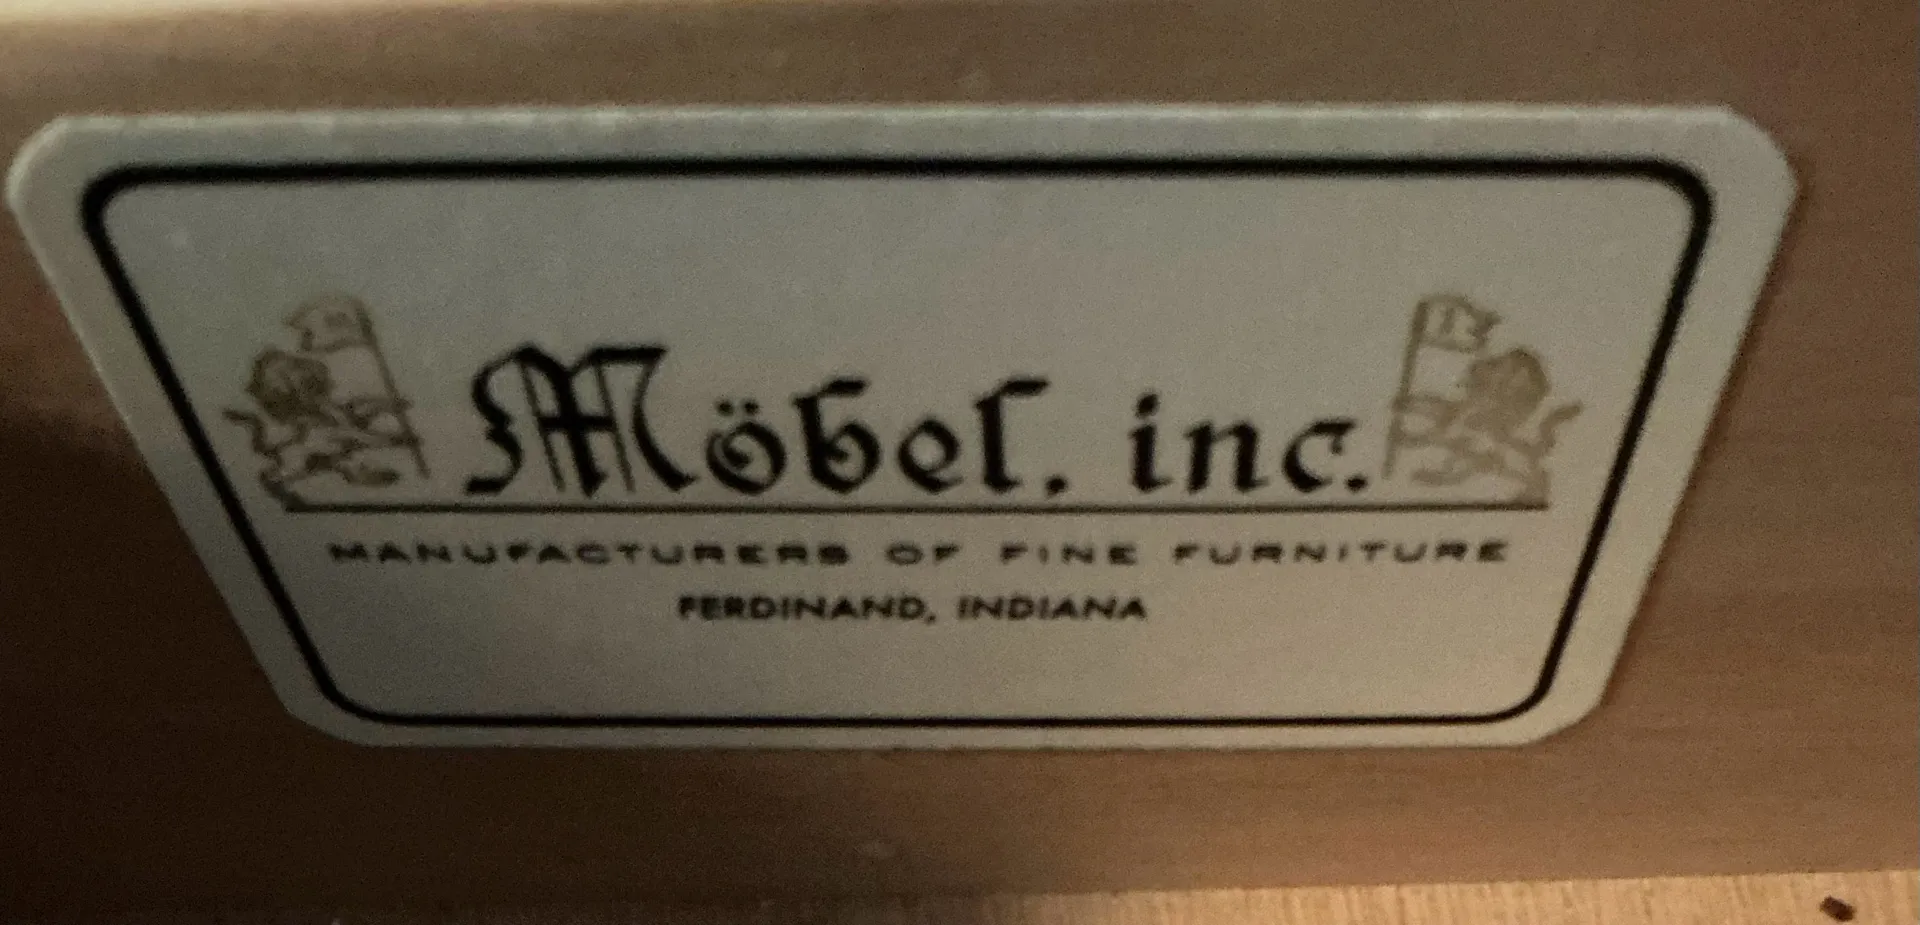 Möbel, inc.
MANUFACTURERS OF FINE FURNITURE
FERDINAND, INDIANA